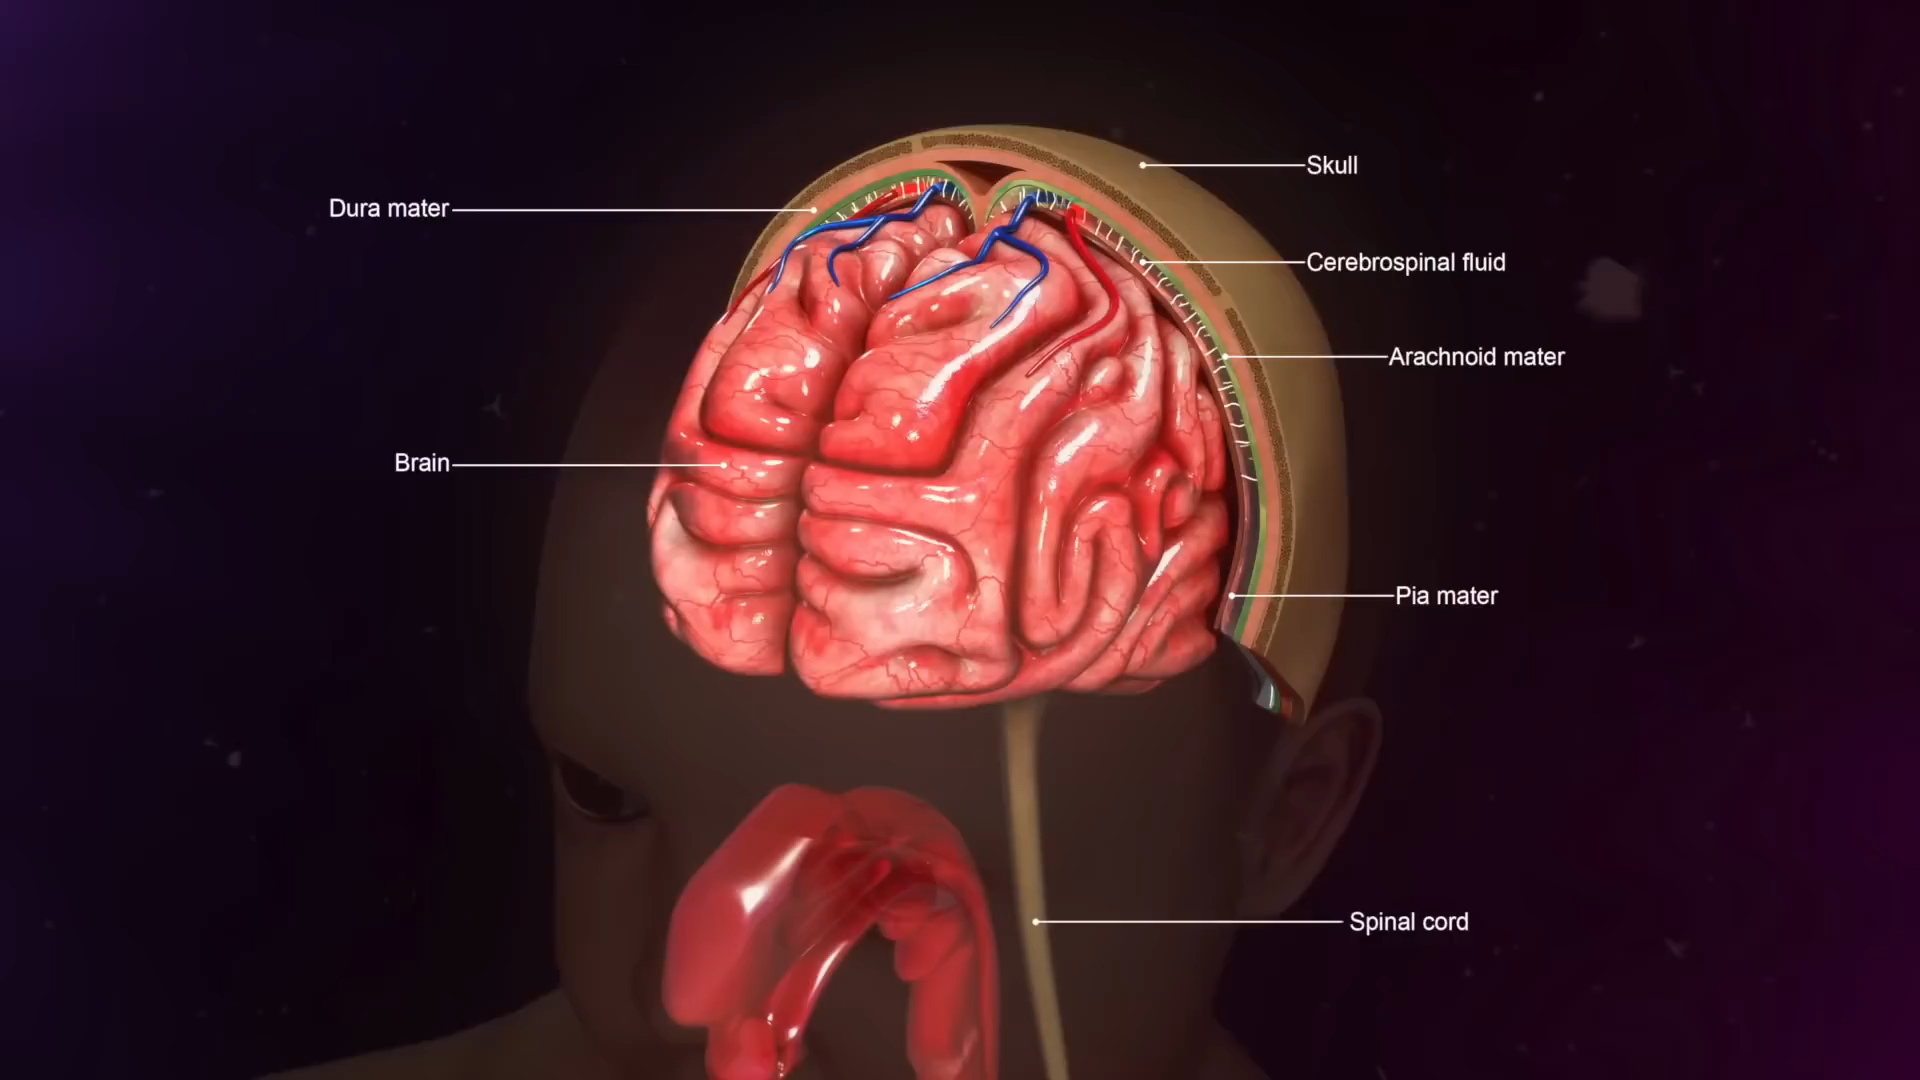 Skull
Dura mater
Cerebrospinal fluid
Arachnoid mater
Brain
Pia mater
Spinal cord